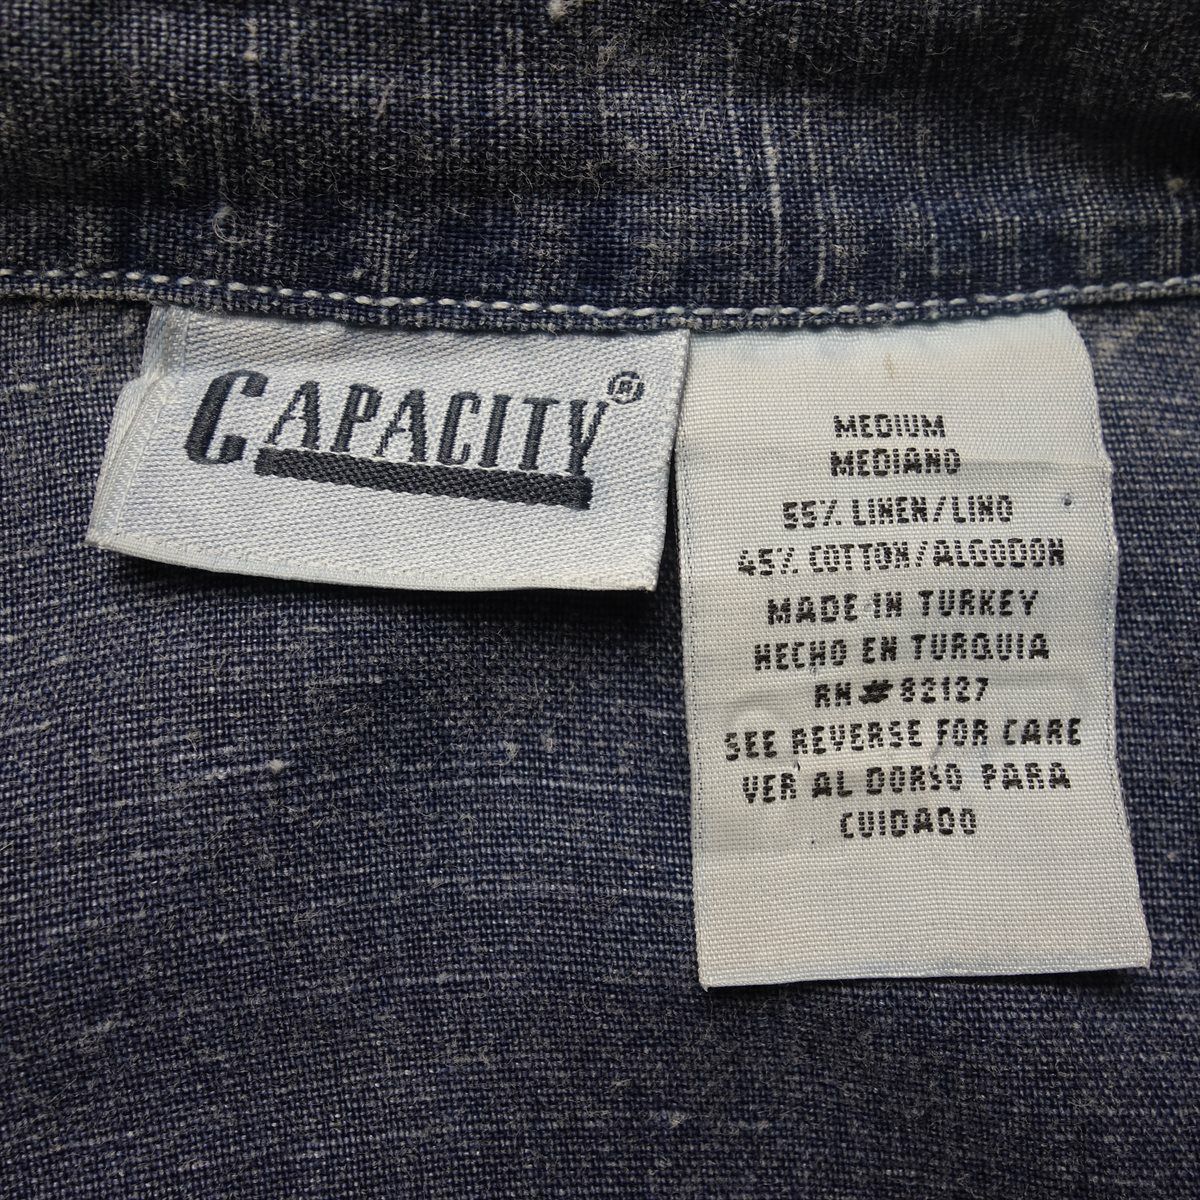 CAPACITY®
MEDIUM
MEDIANO
55% LINEN/LINO
45% COTTON/ALGODON
MADE IN TURKEY
HECHO EN TURQUIA
RN#82127
SEE REVERSE FOR CARE
VER AL DORSO PARA
CUIDADO